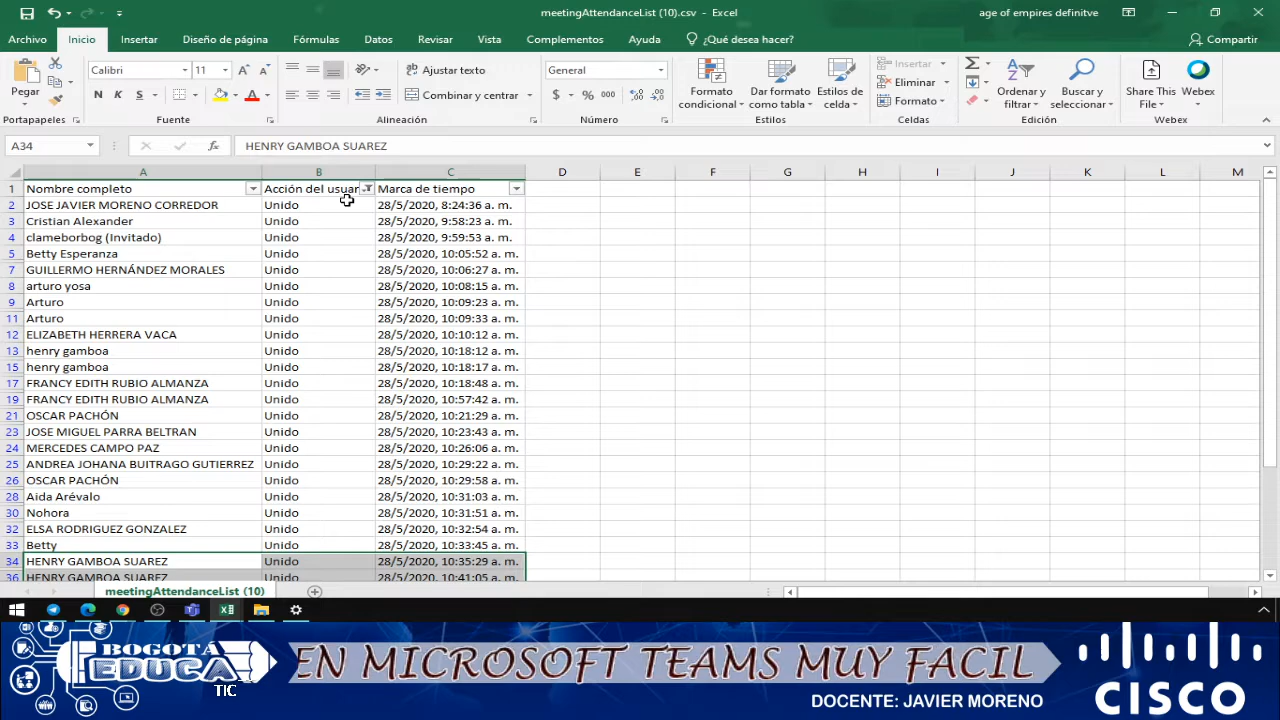 meetingAttendanceList (10).csv - Excel
age of empires definitve
Archivo Inicio Insertar Diseño de página Fórmulas Datos Revisar Vista Complementos Ayuda ¿Qué desea hacer? Compartir
Pegar
Calibri 11
N K S
Ajustar texto
Combinar y centrar
General
$ % 000
Formato condicional
Dar formato como tabla
Estilos de celda
Insertar
Eliminar
Formato
Ordenar y filtrar
Buscar y seleccionar
Share This File
Webex
Portapapeles Fuente Alineación Número Estilos Celdas Edición Webex
A34 fx HENRY GAMBOA SUAREZ
A B C D E F G H I J K L M
1 Nombre completo Acción del usuar Marca de tiempo
2 JOSE JAVIER MORENO CORREDOR Unido 28/5/2020, 8:24:36 a. m.
3 Cristian Alexander Unido 28/5/2020, 9:58:23 a. m.
4 clameborbog (Invitado) Unido 28/5/2020, 9:59:53 a. m.
5 Betty Esperanza Unido 28/5/2020, 10:05:52 a. m.
7 GUILLERMO HERNÁNDEZ MORALES Unido 28/5/2020, 10:06:27 a. m.
8 arturo yosa Unido 28/5/2020, 10:08:15 a. m.
9 Arturo Unido 28/5/2020, 10:09:23 a. m.
11 Arturo Unido 28/5/2020, 10:09:33 a. m.
12 ELIZABETH HERRERA VACA Unido 28/5/2020, 10:10:12 a. m.
13 henry gamboa Unido 28/5/2020, 10:18:12 a. m.
15 henry gamboa Unido 28/5/2020, 10:18:17 a. m.
17 FRANCY EDITH RUBIO ALMANZA Unido 28/5/2020, 10:18:48 a. m.
19 FRANCY EDITH RUBIO ALMANZA Unido 28/5/2020, 10:57:42 a. m.
21 OSCAR PACHÓN Unido 28/5/2020, 10:21:29 a. m.
23 JOSE MIGUEL PARRA BELTRAN Unido 28/5/2020, 10:23:43 a. m.
24 MERCEDES CAMPO PAZ Unido 28/5/2020, 10:26:06 a. m.
25 ANDREA JOHANA BUITRAGO GUTIERREZ Unido 28/5/2020, 10:29:22 a. m.
26 OSCAR PACHÓN Unido 28/5/2020, 10:29:58 a. m.
28 Aida Arévalo Unido 28/5/2020, 10:31:03 a. m.
30 Nohora Unido 28/5/2020, 10:31:51 a. m.
32 ELSA RODRIGUEZ GONZALEZ Unido 28/5/2020, 10:32:54 a. m.
33 Betty Unido 28/5/2020, 10:33:45 a. m.
34 HENRY GAMBOA SUAREZ Unido 28/5/2020, 10:35:29 a. m.
36 HENRY GAMBOA SUAREZ Unido 28/5/2020, 10:41:05 a. m.
meetingAttendanceList (10)
BOGOTA
EDUCA
TIC
EN MICROSOFT TEAMS MUY FACIL
DOCENTE: JAVIER MORENO
CISCO